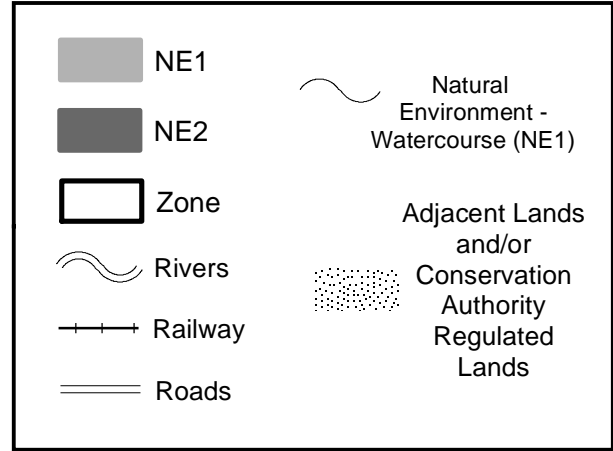 NE1
NE2
Zone
Rivers
Railway
Roads
Natural
Environment -
Watercourse (NE1)
Adjacent Lands
and/or
Conservation
Authority
Regulated
Lands